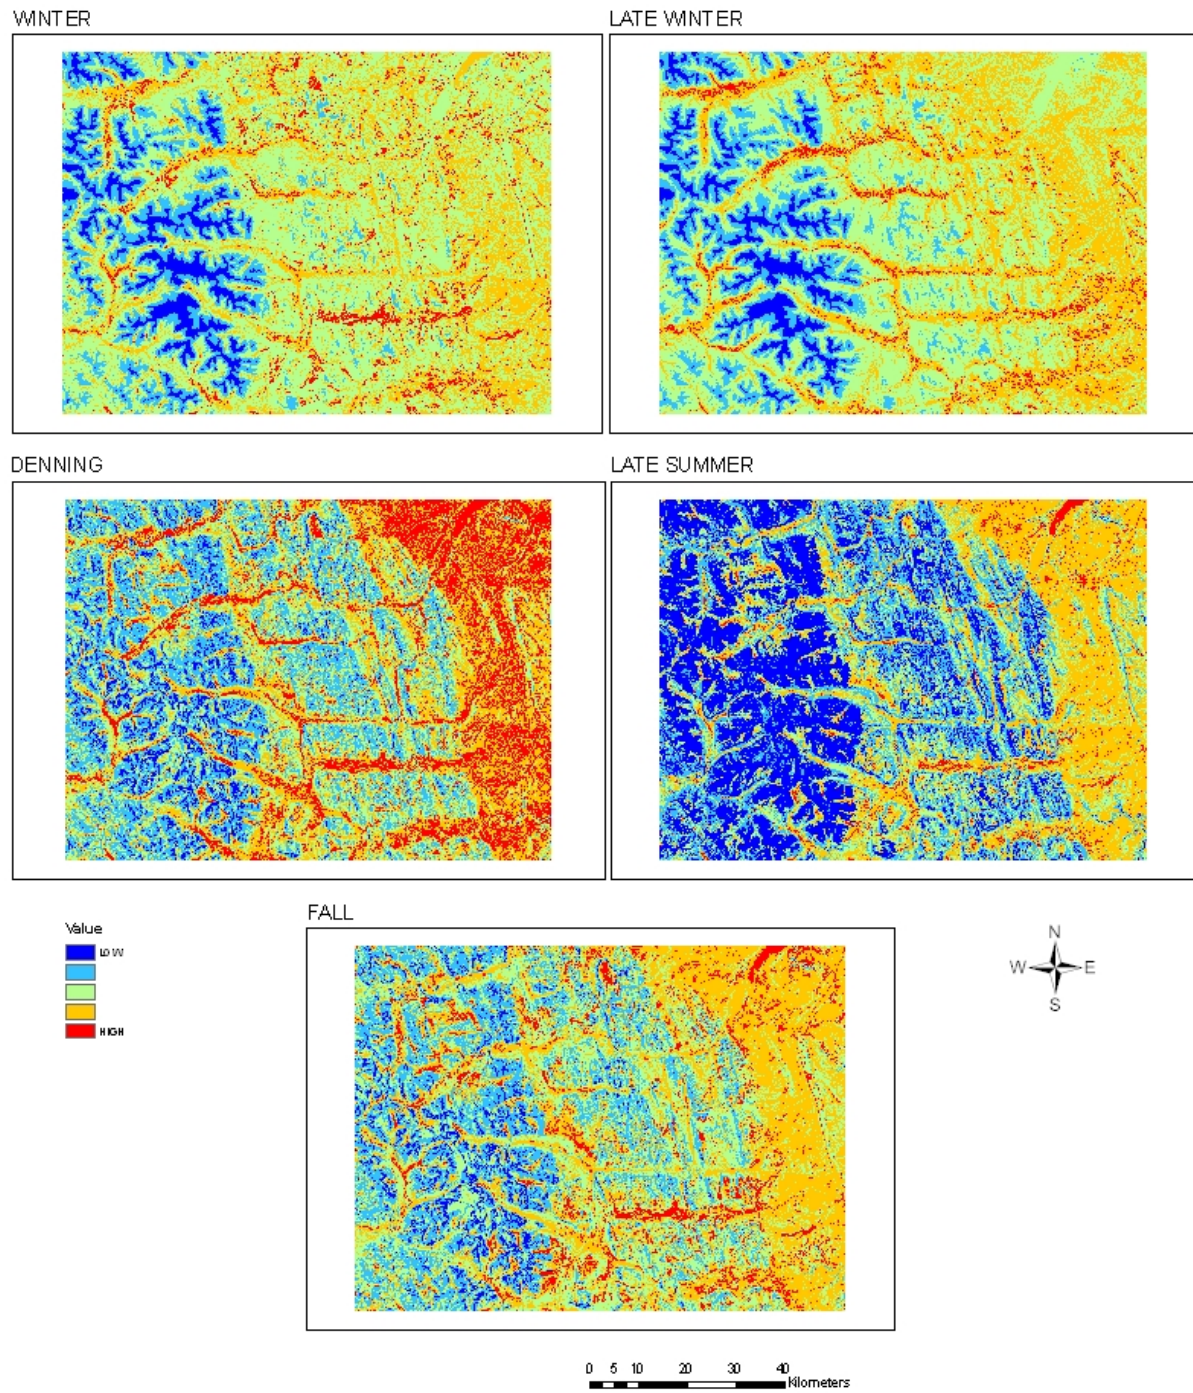 WINTER
LATE WINTER
DENNING
LATE SUMMER
FALL
Value
LOW
HIGH
N
W E
S
0 5 10 20 30 40
Kilometers